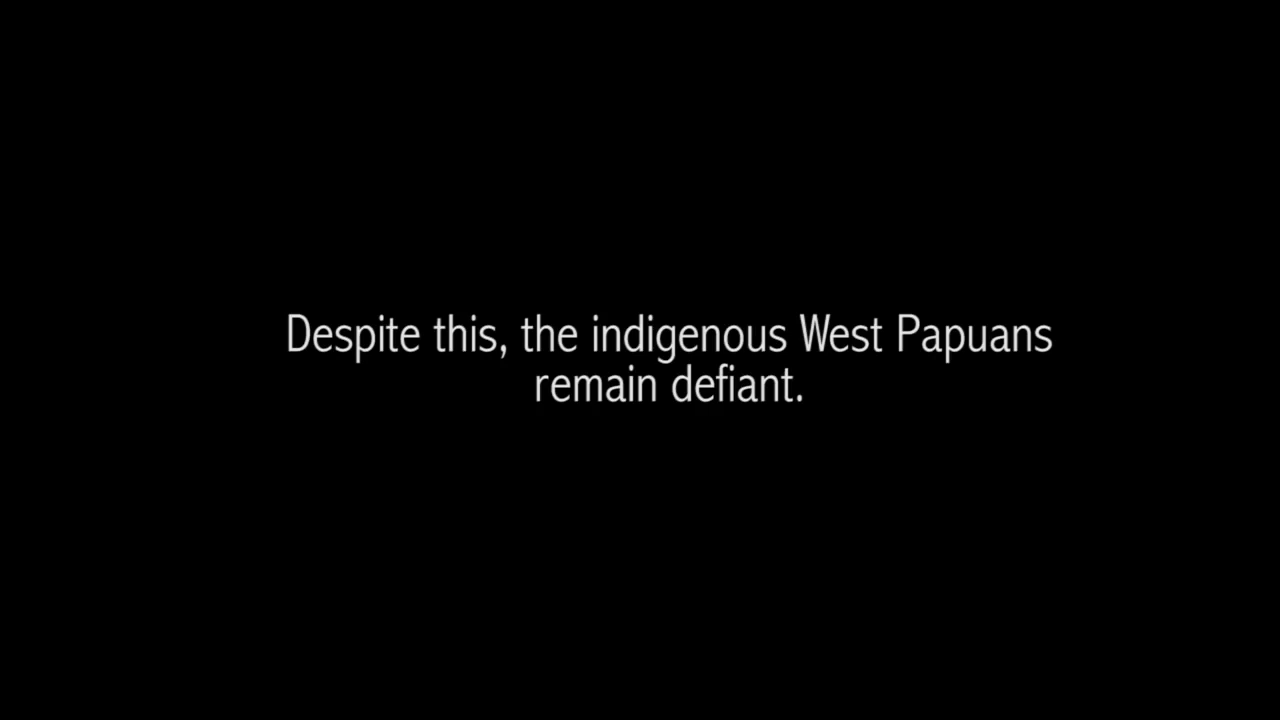 Despite this, the indigenous West Papuans
remain defiant.